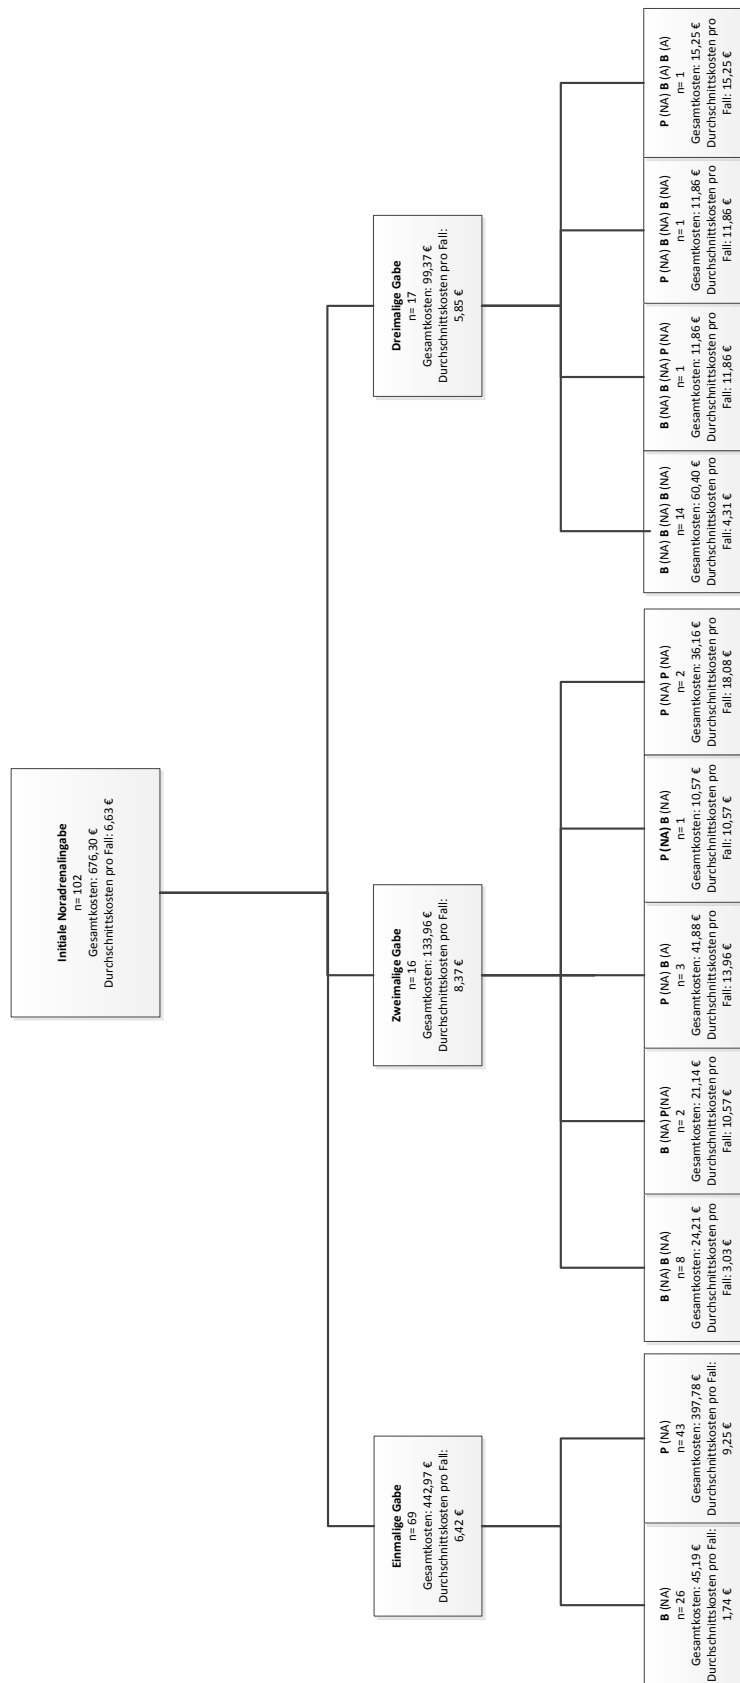 Initiale Noradrenalingabe
n= 102
Gesamtkosten: 676,30 €
Durchschnittskosten pro Fall: 6,63 €
Einmalige Gabe
n= 69
Gesamtkosten: 442,97 €
Durchschnittskosten pro Fall:
6,42 €
Zweimalige Gabe
n= 16
Gesamtkosten: 133,96 €
Durchschnittskosten pro Fall:
8,37 €
Dreimalige Gabe
n= 17
Gesamtkosten: 99,37 €
Durchschnittskosten pro Fall:
5,85 €
B (NA)
n= 26
Gesamtkosten: 45,19 €
Durchschnittskosten pro Fall:
1,74 €
P (NA)
n= 43
Gesamtkosten: 397,78 €
Durchschnittskosten pro Fall:
9,25 €
B (NA) B (NA)
n= 8
Gesamtkosten: 24,21 €
Durchschnittskosten pro
Fall: 3,03 €
B (NA) P(NA)
n= 2
Gesamtkosten: 21,14 €
Durchschnittskosten pro
Fall: 10,57 €
P (NA) B (A)
n= 3
Gesamtkosten: 41,88 €
Durchschnittskosten pro
Fall: 13,96 €
P (NA) B (NA)
n= 1
Gesamtkosten: 10,57 €
Durchschnittskosten pro
Fall: 10,57 €
P (NA) P (NA)
n= 2
Gesamtkosten: 36,16 €
Durchschnittskosten pro
Fall: 18,08 €
B (NA) B (NA) B (NA)
n= 14
Gesamtkosten: 60,40 €
Durchschnittskosten pro
Fall: 4,31 €
B (NA) B (NA) P (NA)
n= 1
Gesamtkosten: 11,86 €
Durchschnittskosten pro
Fall: 11,86 €
P (NA) B (NA) B (NA)
n= 1
Gesamtkosten: 11,86 €
Durchschnittskosten pro
Fall: 11,86 €
P (NA) B (A) B (A)
n= 1
Gesamtkosten: 15,25 €
Durchschnittskosten pro
Fall: 15,25 €